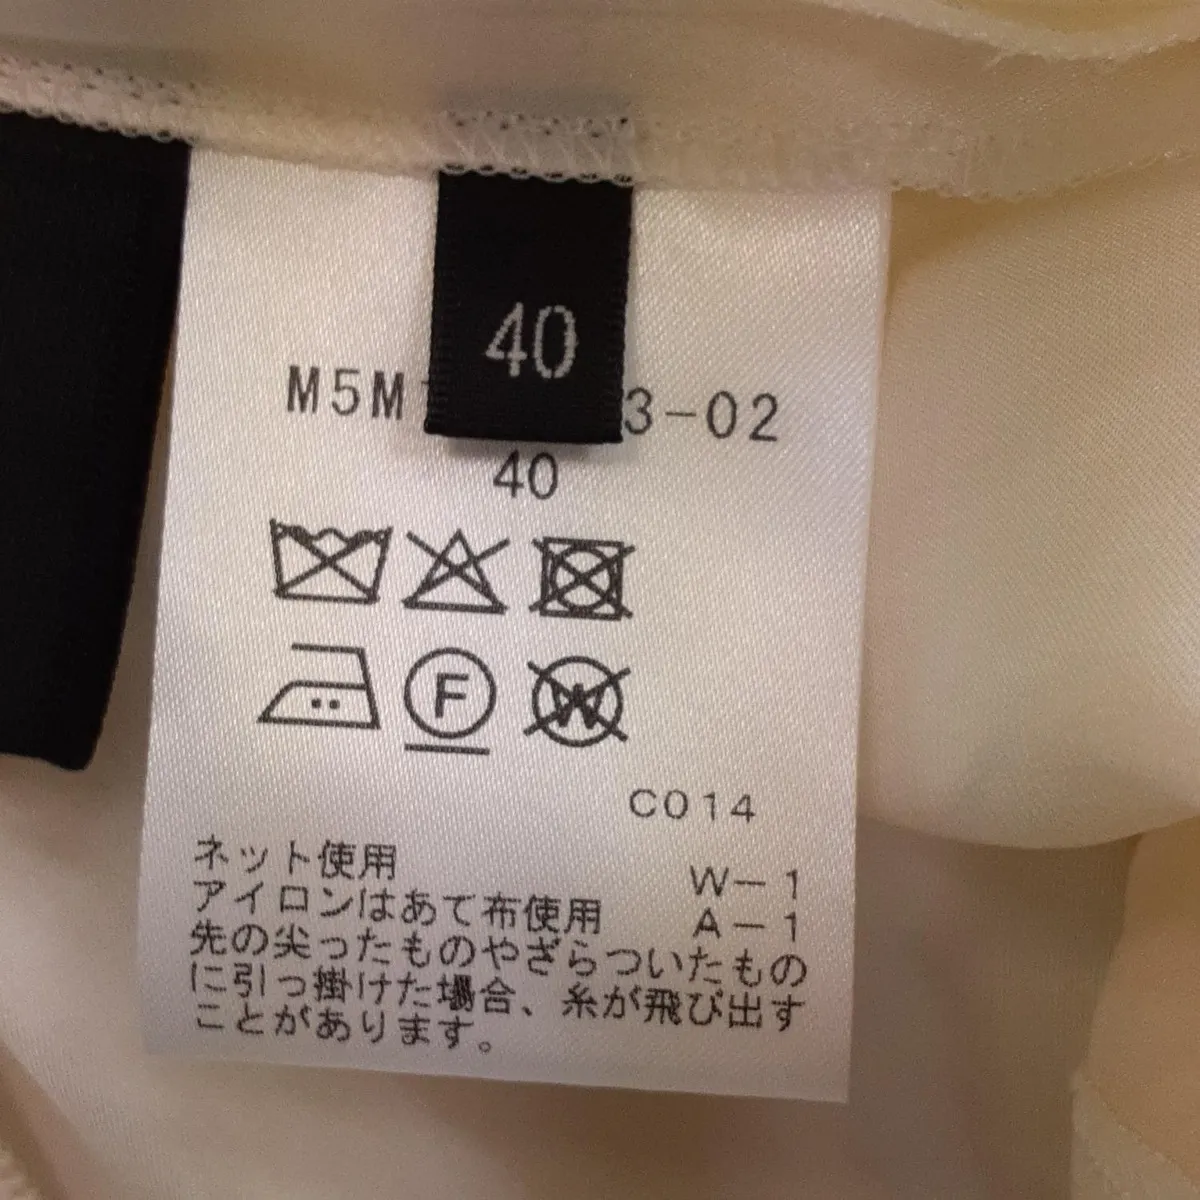 40
M5M 3-02
40
F
W
C014
ネット使用 W-1
アイロンはあて布使用 A-1
先の尖ったものやざらついたもの
に引っ掛けた場合、糸が飛び出す
ことがあります。